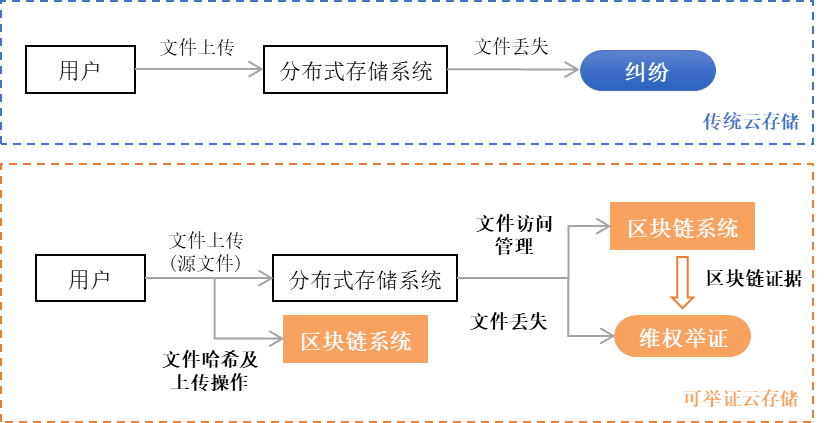 文件上传
文件丢失
用户
分布式存储系统
纠纷
传统云存储
文件上传
(源文件)
文件访问
管理
区块链系统
用户
分布式存储系统
区块链证据
文件丢失
区块链系统
维权举证
文件哈希及
上传操作
可举证云存储